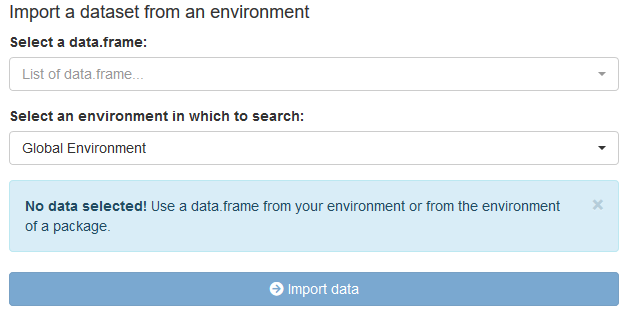 Import a dataset from an environment
Select a data.frame:
List of data.frame...
Select an environment in which to search:
Global Environment
No data selected! Use a data.frame from your environment or from the environment
of a package.
×
Import data